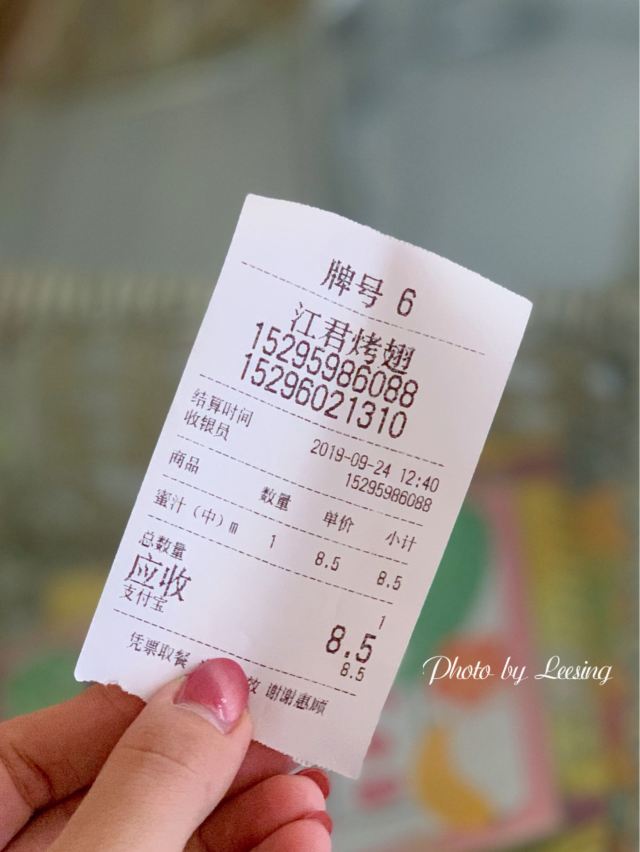 牌号 6
江君烤翅
15295986088
15296021310
结算时间 2019-09-24 12:40
收银员 15295986088
商品 数量 单价 小计
蜜汁（中）m 1 8.5 8.5
总数量 1
应收 8.5
支付宝 8.5
凭票取餐 效 谢谢惠顾
Photo by Leesing